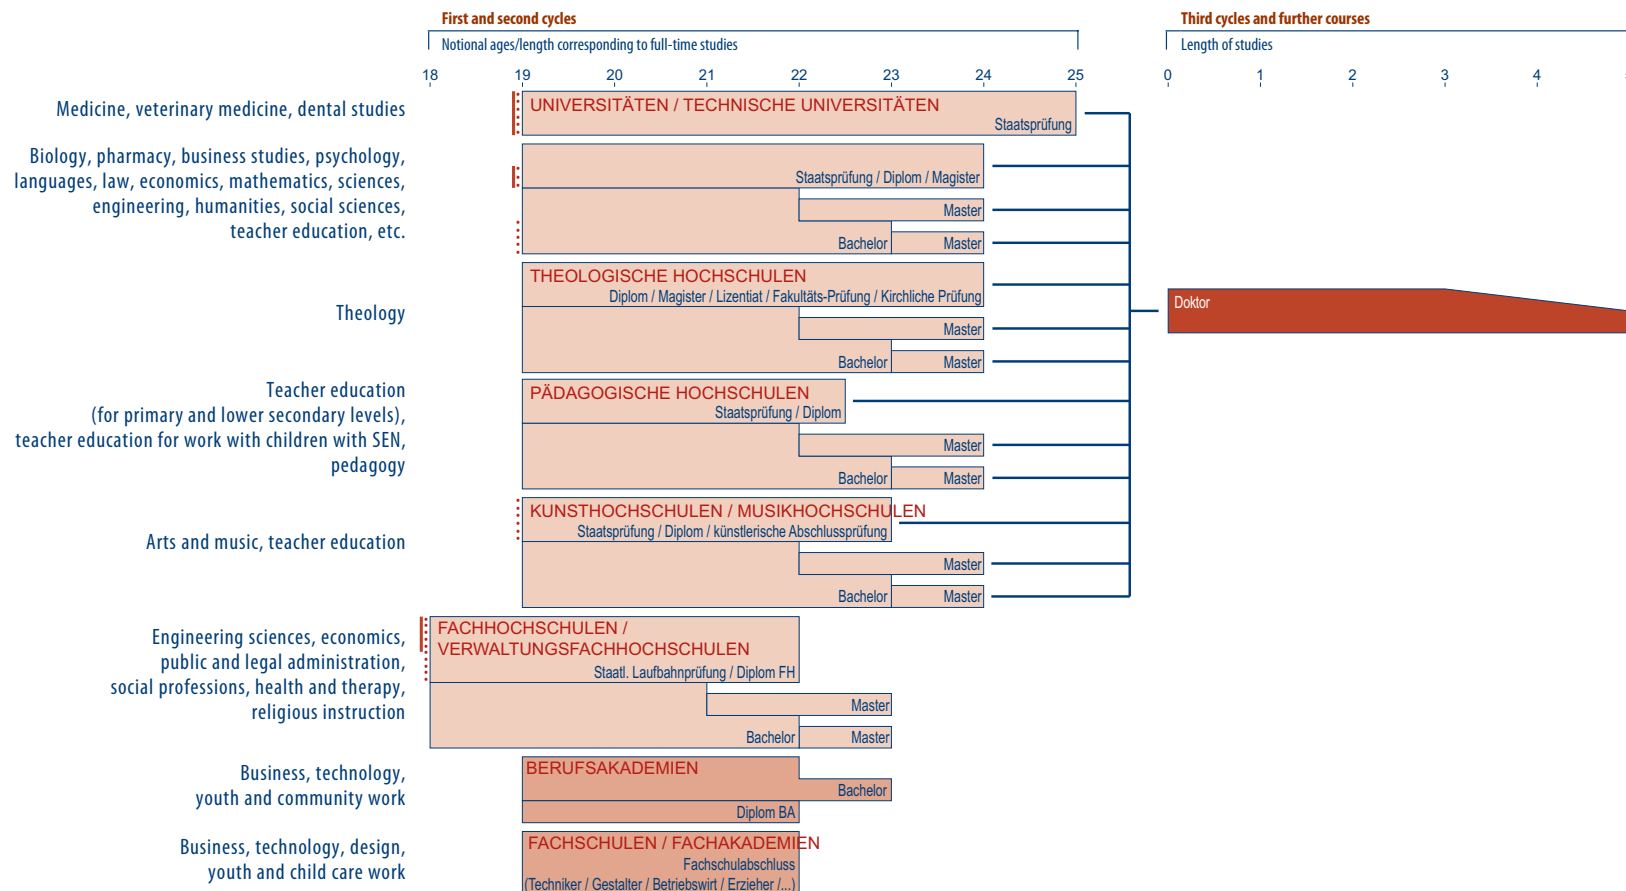 First and second cycles
Third cycles and further courses
Notional ages/length corresponding to full-time studies
Length of studies
18 19 20 21 22 23 24 25
0 1 2 3 4
Medicine, veterinary medicine, dental studies
UNIVERSITÄTEN / TECHNISCHE UNIVERSITÄTEN
Staatsprüfung
Biology, pharmacy, business studies, psychology,
languages, law, economics, mathematics, sciences,
engineering, humanities, social sciences,
teacher education, etc.
Staatsprüfung / Diplom / Magister
Master
Bachelor
Master
Theology
THEOLOGISCHE HOCHSCHULEN
Diplom / Magister / Lizentiat / Fakultäts-Prüfung / Kirchliche Prüfung
Master
Bachelor
Master
Doktor
Teacher education
(for primary and lower secondary levels),
teacher education for work with children with SEN,
pedagogy
PÄDAGOGISCHE HOCHSCHULEN
Staatsprüfung / Diplom
Master
Bachelor
Master
Arts and music, teacher education
KUNSTHOCHSCHULEN / MUSIKHOCHSCHULEN
Staatsprüfung / Diplom / künstlerische Abschlussprüfung
Master
Bachelor
Master
Engineering sciences, economics,
public and legal administration,
social professions, health and therapy,
religious instruction
FACHHOCHSCHULEN /
VERWALTUNGSFACHHOCHSCHULEN
Staatl. Laufbahnprüfung / Diplom FH
Master
Bachelor
Master
Business, technology,
youth and community work
BERUFSAKADEMIEN
Bachelor
Diplom BA
Business, technology, design,
youth and child care work
FACHSCHULEN / FACHAKADEMIEN
Fachschulabschluss
(Techniker / Gestalter / Betriebswirt / Erzieher /...)